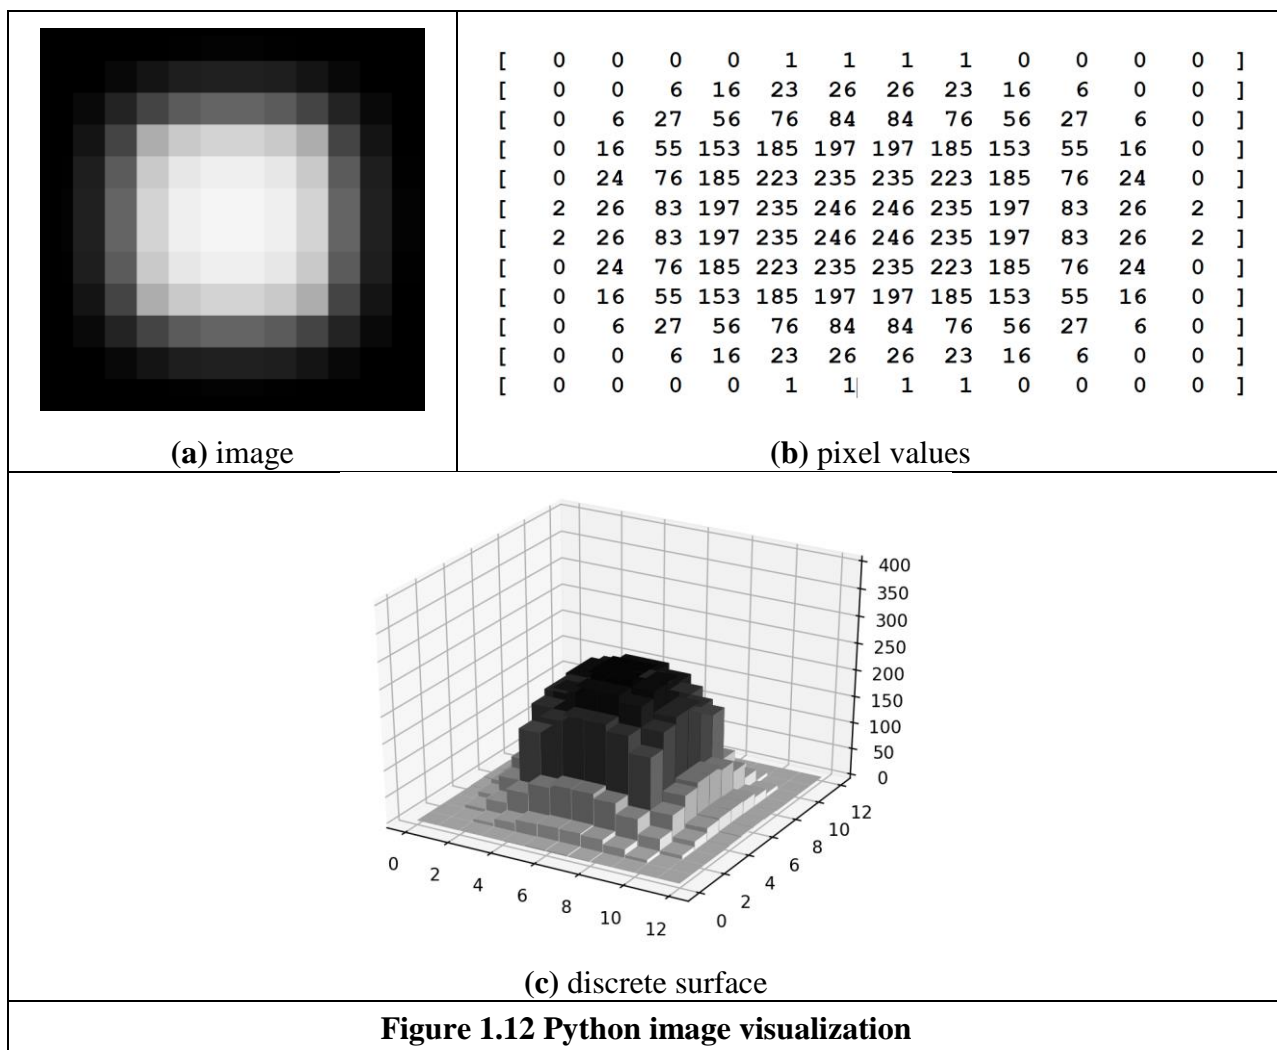 [ 0 0 0 0 1 1 1 1 0 0 0 0 ]
[ 0 0 6 16 23 26 26 23 16 6 0 0 ]
[ 0 6 27 56 76 84 84 76 56 27 6 0 ]
[ 0 16 55 153 185 197 197 185 153 55 16 0 ]
[ 0 24 76 185 223 235 235 223 185 76 24 0 ]
[ 2 26 83 197 235 246 246 235 197 83 26 2 ]
[ 2 26 83 197 235 246 246 235 197 83 26 2 ]
[ 0 24 76 185 223 235 235 223 185 76 24 0 ]
[ 0 16 55 153 185 197 197 185 153 55 16 0 ]
[ 0 6 27 56 76 84 84 76 56 27 6 0 ]
[ 0 0 6 16 23 26 26 23 16 6 0 0 ]
[ 0 0 0 0 1 1 1 1 0 0 0 0 ]
(a) image
(b) pixel values
400
350
300
250
200
150
100
50
0
0 2 4 6 8 10 12
0 2 4 6 8 10 12
(c) discrete surface
Figure 1.12 Python image visualization